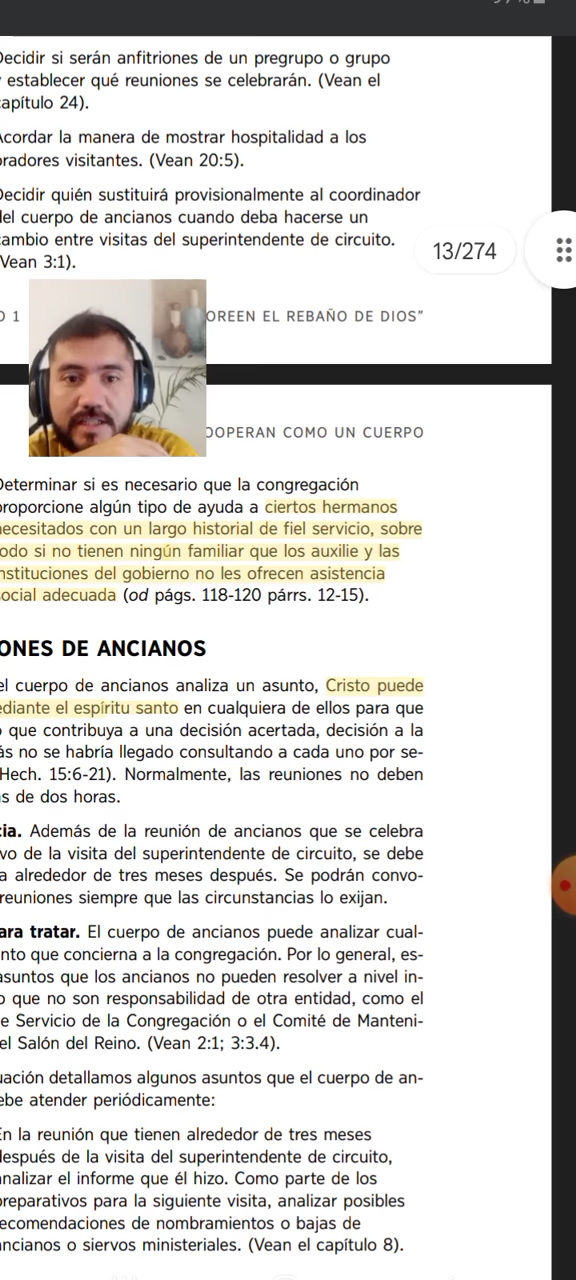 Decidir si serán anfitriones de un pregrupo o grupo
y establecer qué reuniones se celebrarán. (Vean el
capítulo 24).
Acordar la manera de mostrar hospitalidad a los
oradores visitantes. (Vean 20:5).
Decidir quién sustituirá provisionalmente al coordinador
del cuerpo de ancianos cuando deba hacerse un
cambio entre visitas del superintendente de circuito.
(Vean 3:1).
13/274
O 1
OREEN EL REBAÑO DE DIOS”
OOPERAN COMO UN CUERPO
Determinar si es necesario que la congregación
proporcione algún tipo de ayuda a ciertos hermanos
necesitados con un largo historial de fiel servicio, sobre
todo si no tienen ningún familiar que los auxilie y las
instituciones del gobierno no les ofrecen asistencia
social adecuada (od págs. 118-120 párrs. 12-15).
ONES DE ANCIANOS
el cuerpo de ancianos analiza un asunto, Cristo puede
ediante el espíritu santo en cualquiera de ellos para que
o que contribuya a una decisión acertada, decisión a la
ás no se habría llegado consultando a cada uno por se-
Hech. 15:6-21). Normalmente, las reuniones no deben
s de dos horas.
cia. Además de la reunión de ancianos que se celebra
vo de la visita del superintendente de circuito, se debe
a alrededor de tres meses después. Se podrán convo-
reuniones siempre que las circunstancias lo exijan.
ara tratar. El cuerpo de ancianos puede analizar cual-
nto que concierna a la congregación. Por lo general, es-
asuntos que los ancianos no pueden resolver a nivel in-
o que no son responsabilidad de otra entidad, como el
e Servicio de la Congregación o el Comité de Manteni-
el Salón del Reino. (Vean 2:1; 3:3.4).
uación detallamos algunos asuntos que el cuerpo de an-
ebe atender periódicamente:
En la reunión que tienen alrededor de tres meses
después de la visita del superintendente de circuito,
analizar el informe que él hizo. Como parte de los
preparativos para la siguiente visita, analizar posibles
recomendaciones de nombramientos o bajas de
ancianos o siervos ministeriales. (Vean el capítulo 8).